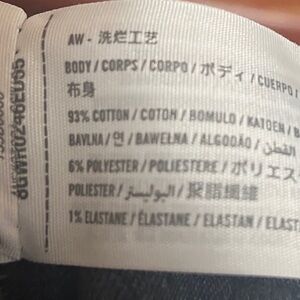 AW - 洗烂工艺
BODY / CORPS / CORPO / ボディ / CUERPO /
布身
93% COTTON / COTON / BOMULD / KATOEN /
BAVLNA / 면 / BAWEŁNA / ALGODÃO / القطن /
6% POLYESTER / POLIESTERE / ポリエス
POLIESTER / البوليستر / 聚脂纖維
1% ELASTANE / ÉLASTANE / ELASTAN / ELAST